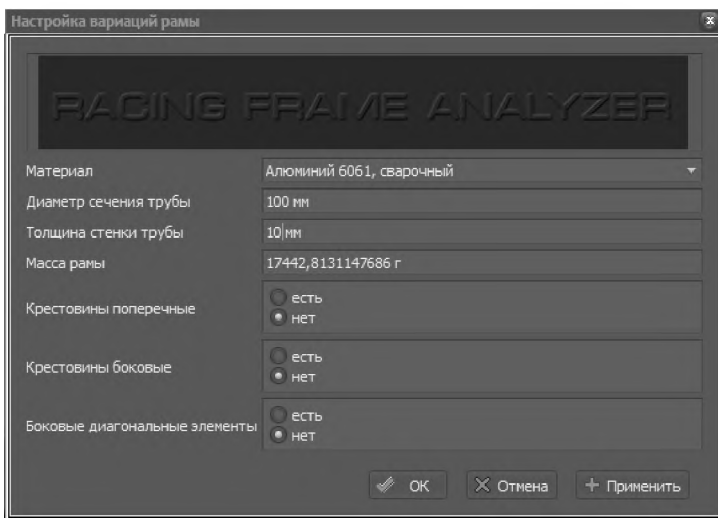 Настройка вариаций рамы
RACING FRAME ANALYZER
Материал Алюминий 6061, сварочный
Диаметр сечения трубы 100 мм
Толщина стенки трубы 10 мм
Масса рамы 17442,8131147686 г
Крестовины поперечные
есть
нет
Крестовины боковые
есть
нет
Боковые диагональные элементы
есть
нет
ОК Отмена Применить